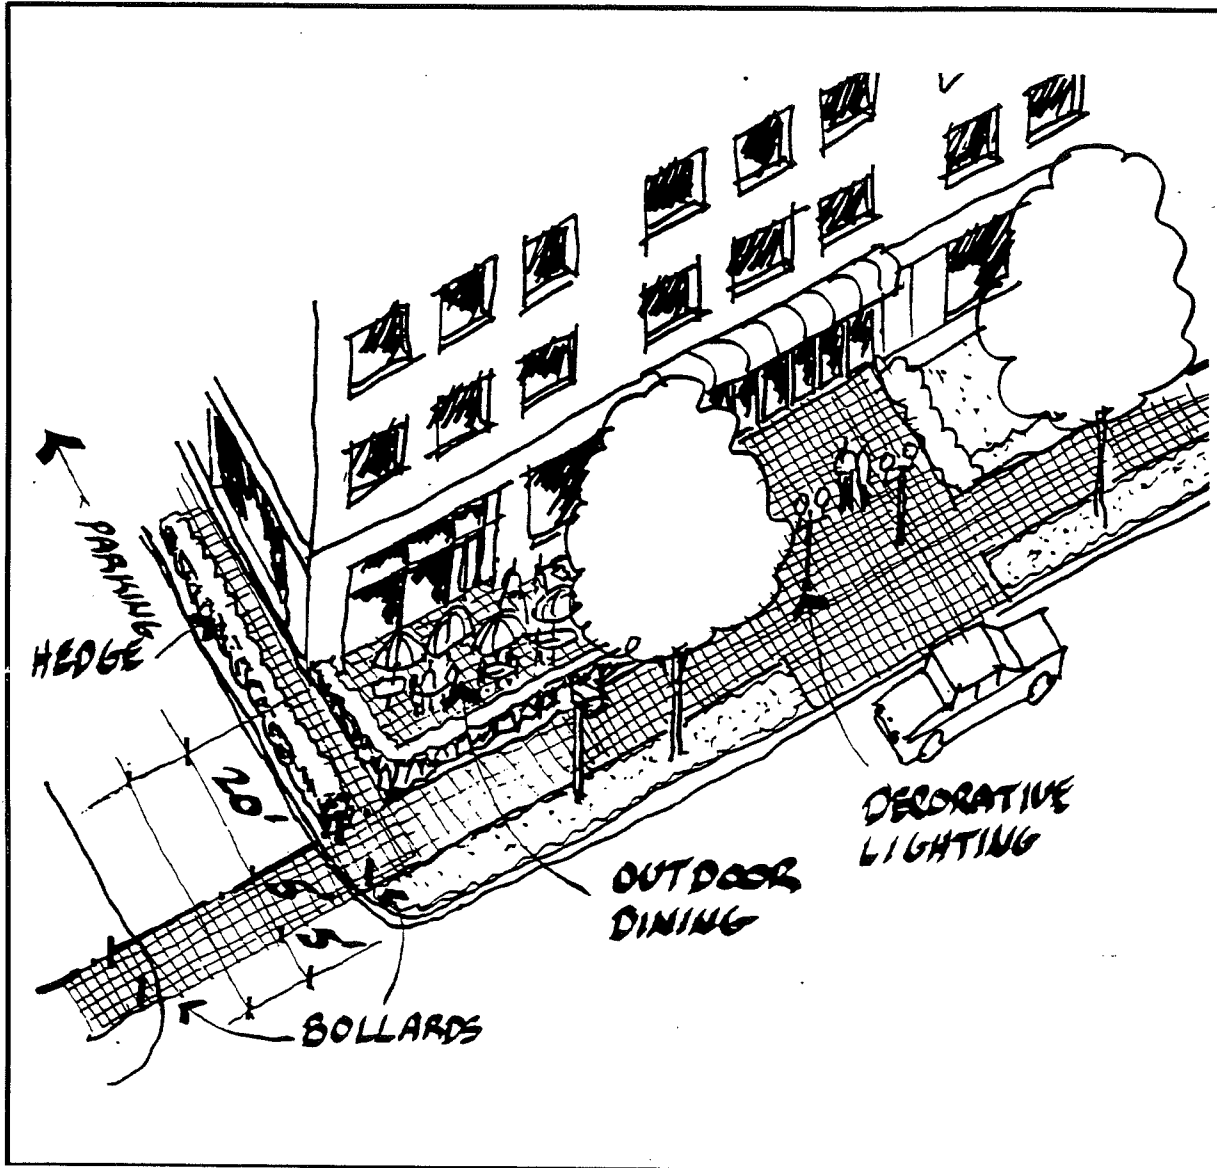 PARKING
HEDGE
20'
5'
5'
DECORATIVE
LIGHTING
OUTDOOR
DINING
BOLLARDS